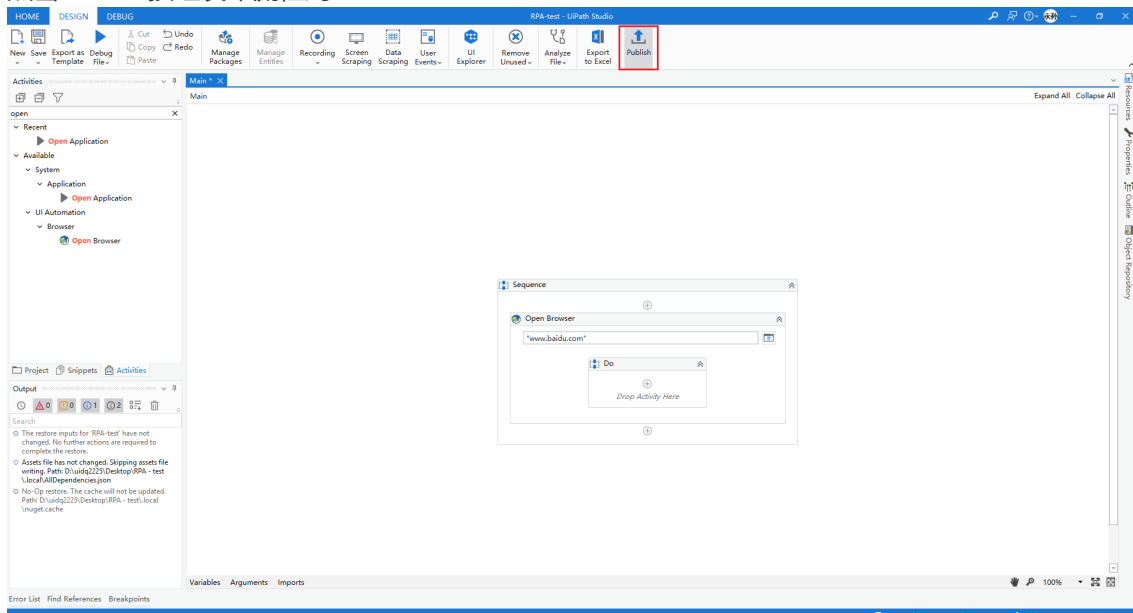 HOME DESIGN DEBUG RPA-test - UiPath Studio
New Save Export as Template Debug File Cut Copy Paste Undo Redo Manage Packages Manage Entities Recording Screen Scraping Data Scraping User Events UI Explorer Remove Unused Analyze File Export to Excel Publish
Activities
Main * ×
Main Expand All Collapse All
open
Recent
Open Application
Available
System
Application
Open Application
UI Automation
Browser
Open Browser
Resources
Properties
Outline
Object Repository
Sequence
Open Browser
"www.baidu.com"
Do
Drop Activity Here
Project Snippets Activities
Output
0 0 1 2
Search
The restore inputs for 'RPA-test' have not
changed. No further actions are required to
complete the restore.
Assets file has not changed. Skipping assets file
writing. Path: D:\uidq2225\Desktop\RPA - test
\.local\AllDependencies.json
No-Op restore. The cache will not be updated.
Path: D:\uidq2225\Desktop\RPA - test\.local
\nuget.cache
Variables Arguments Imports 100%
Error List Find References Breakpoints